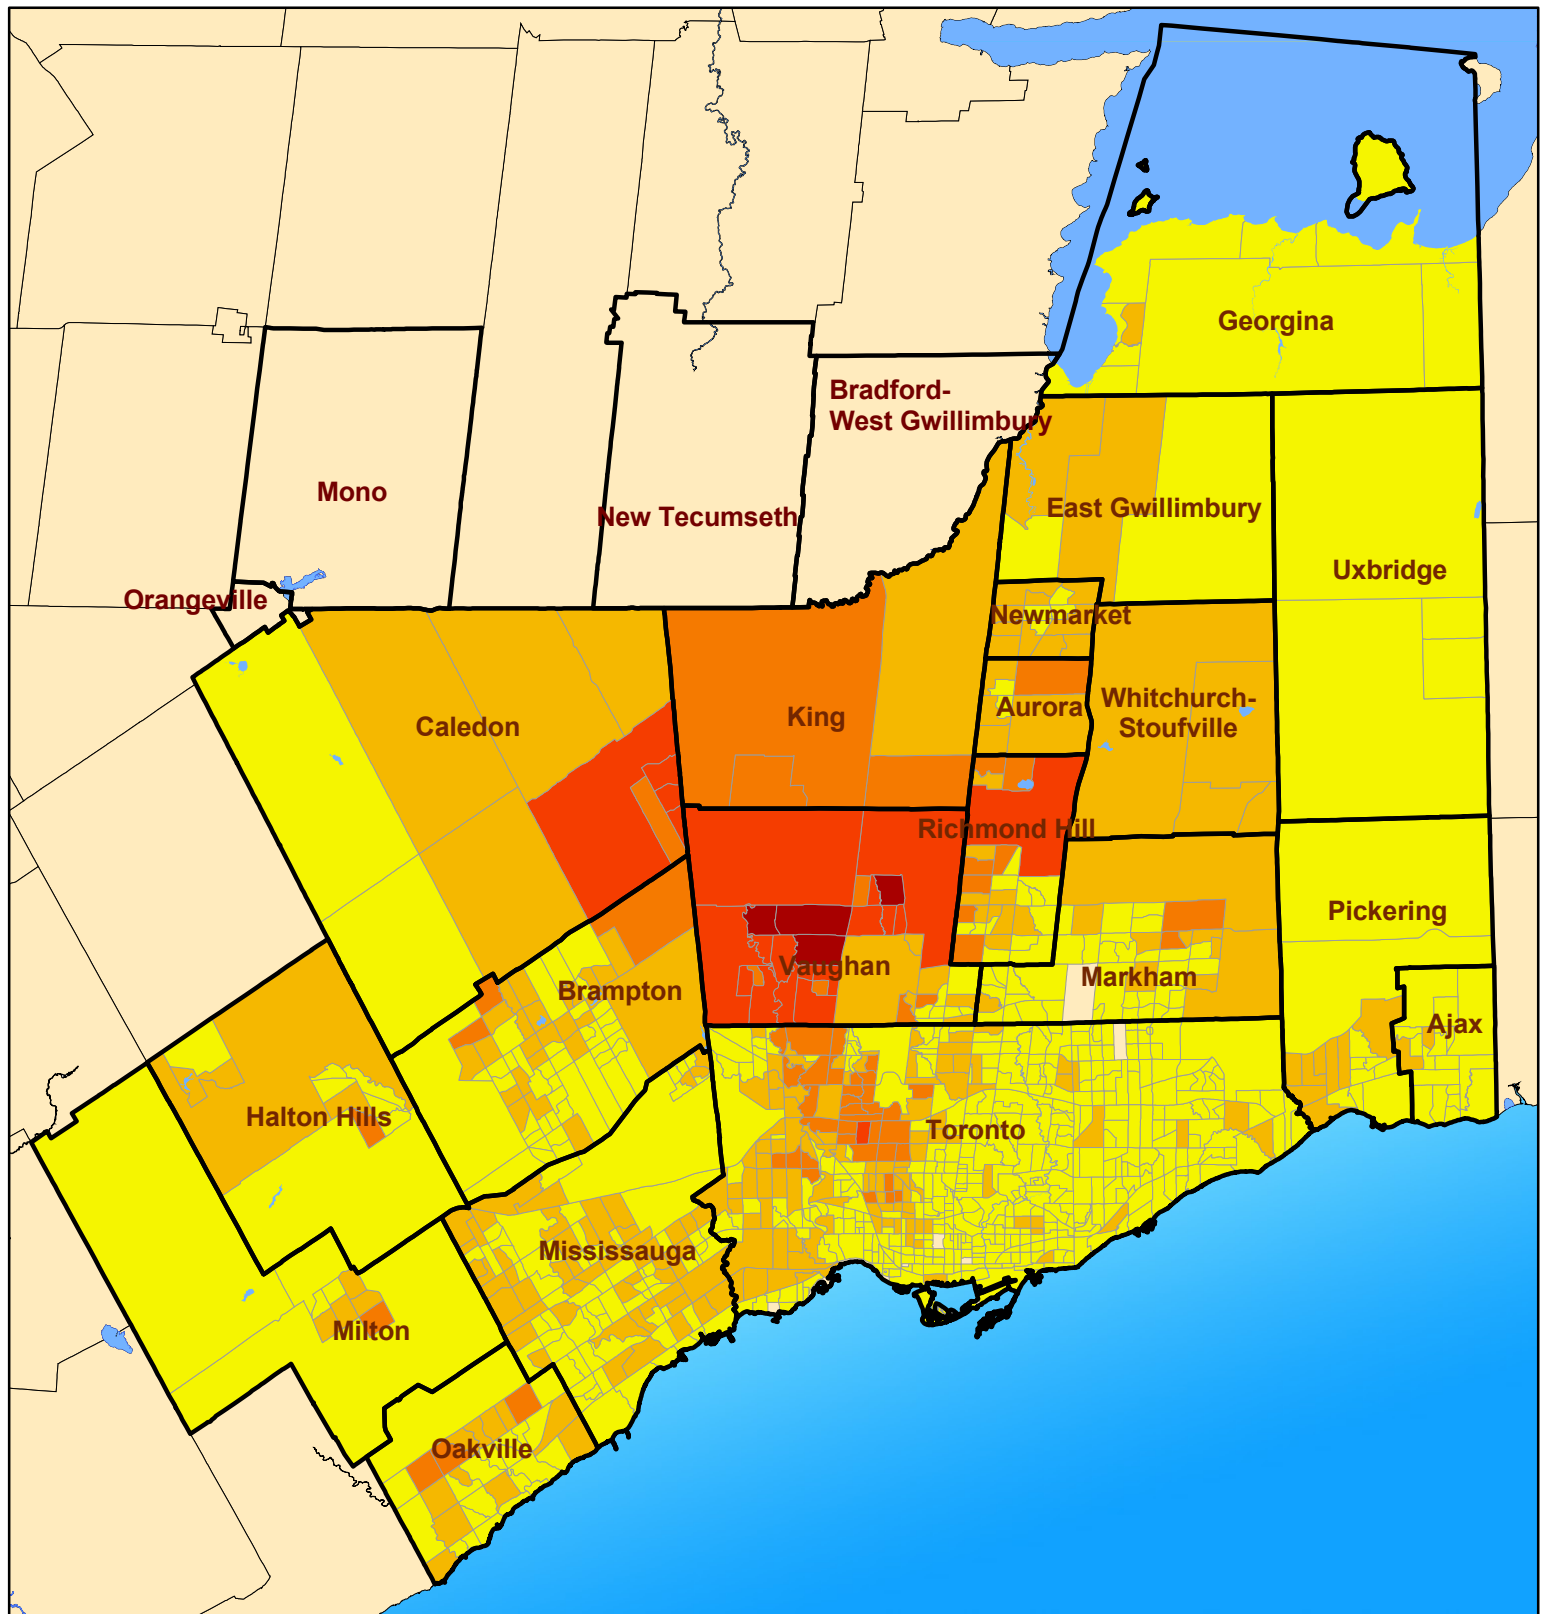 Georgina
Bradford-
West Gwillimbury
Mono
New Tecumseth
East Gwillimbury
Uxbridge
Orangeville
Newmarket
Caledon
King
Aurora
Whitchurch-
Stoufville
Richmond Hill
Pickering
Vaughan
Markham
Brampton
Ajax
Halton Hills
Toronto
Mississauga
Milton
Oakville